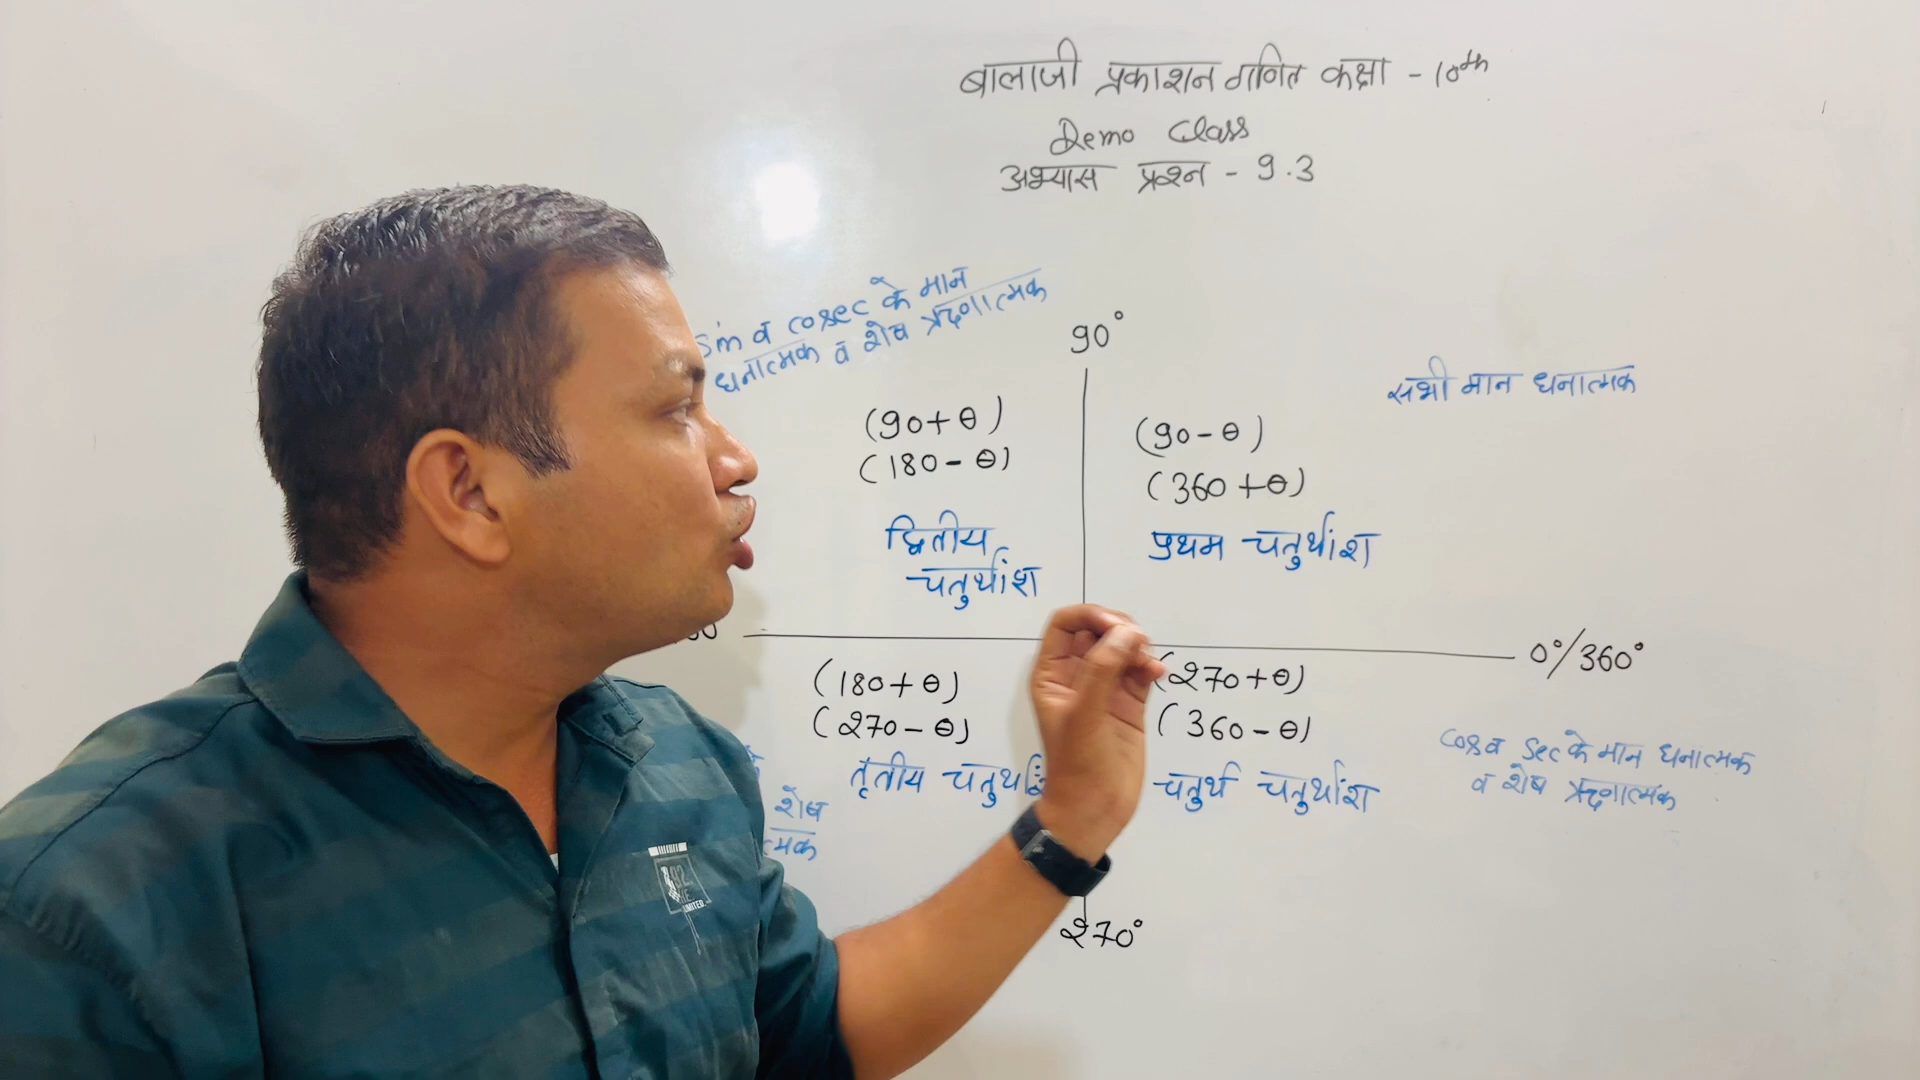 बालाजी प्रकाशन गणित कक्षा - 10th
Demo Class
अभ्यास प्रश्न - 9.3
sin व cosec के मान
धनात्मक व शेष ऋणात्मक
90°
सभी मान धनात्मक
(90+θ)
(180-θ)
द्वितीय
चतुर्थांश
(90-θ)
(360+θ)
प्रथम चतुर्थांश
0°/360°
(180+θ)
(270-θ)
तृतीय
(270+θ)
(360-θ)
चतुर्थ चतुर्थांश
cos व sec के मान धनात्मक
व शेष ऋणात्मक
शेष
270°